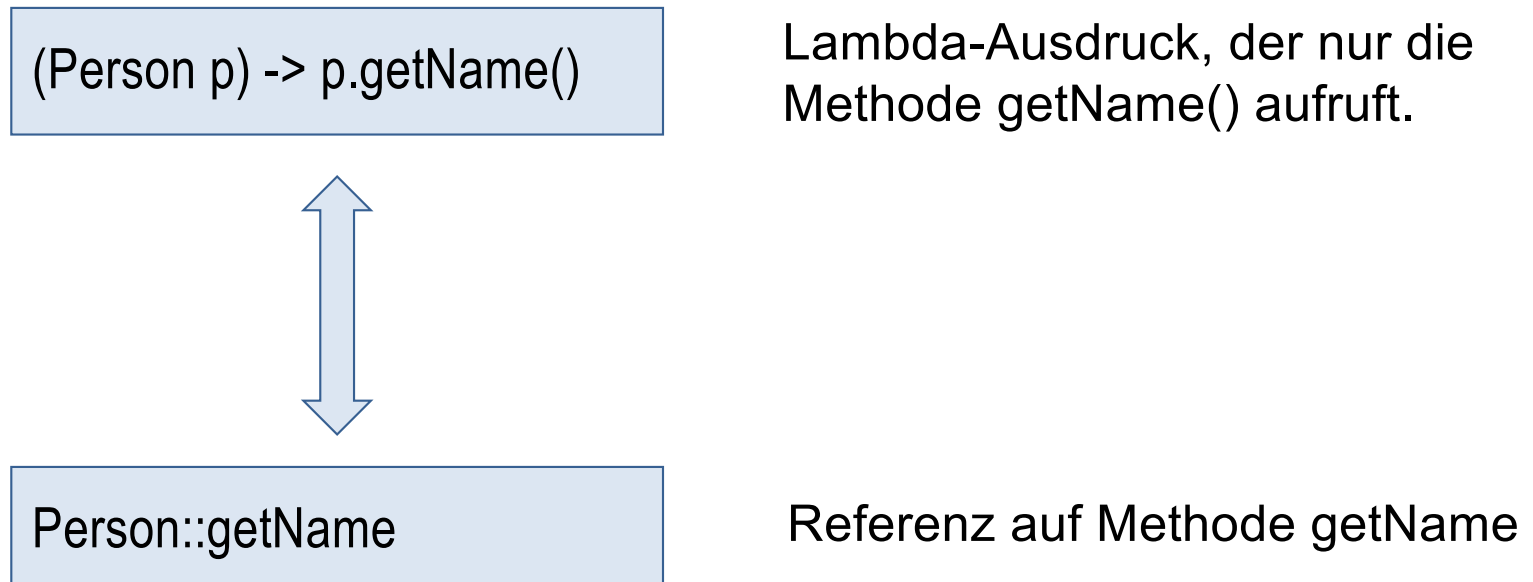 (Person p) -> p.getName()
Lambda-Ausdruck, der nur die
Methode getName() aufruft.
Person::getName
Referenz auf Methode getName